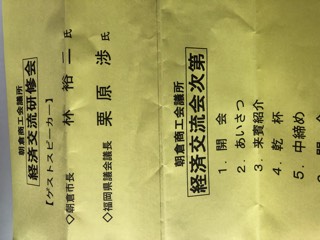 朝倉商工会議所
経済交流研修会
【ゲストスピーカー】
◇朝倉市長 林 裕二 氏
◇福岡県議会議長 栗原 渉 氏
朝倉商工会議所
経済交流会次第
1. 開会
2. あいさつ
3. 来賓紹介
4. 乾杯
5. 中締め